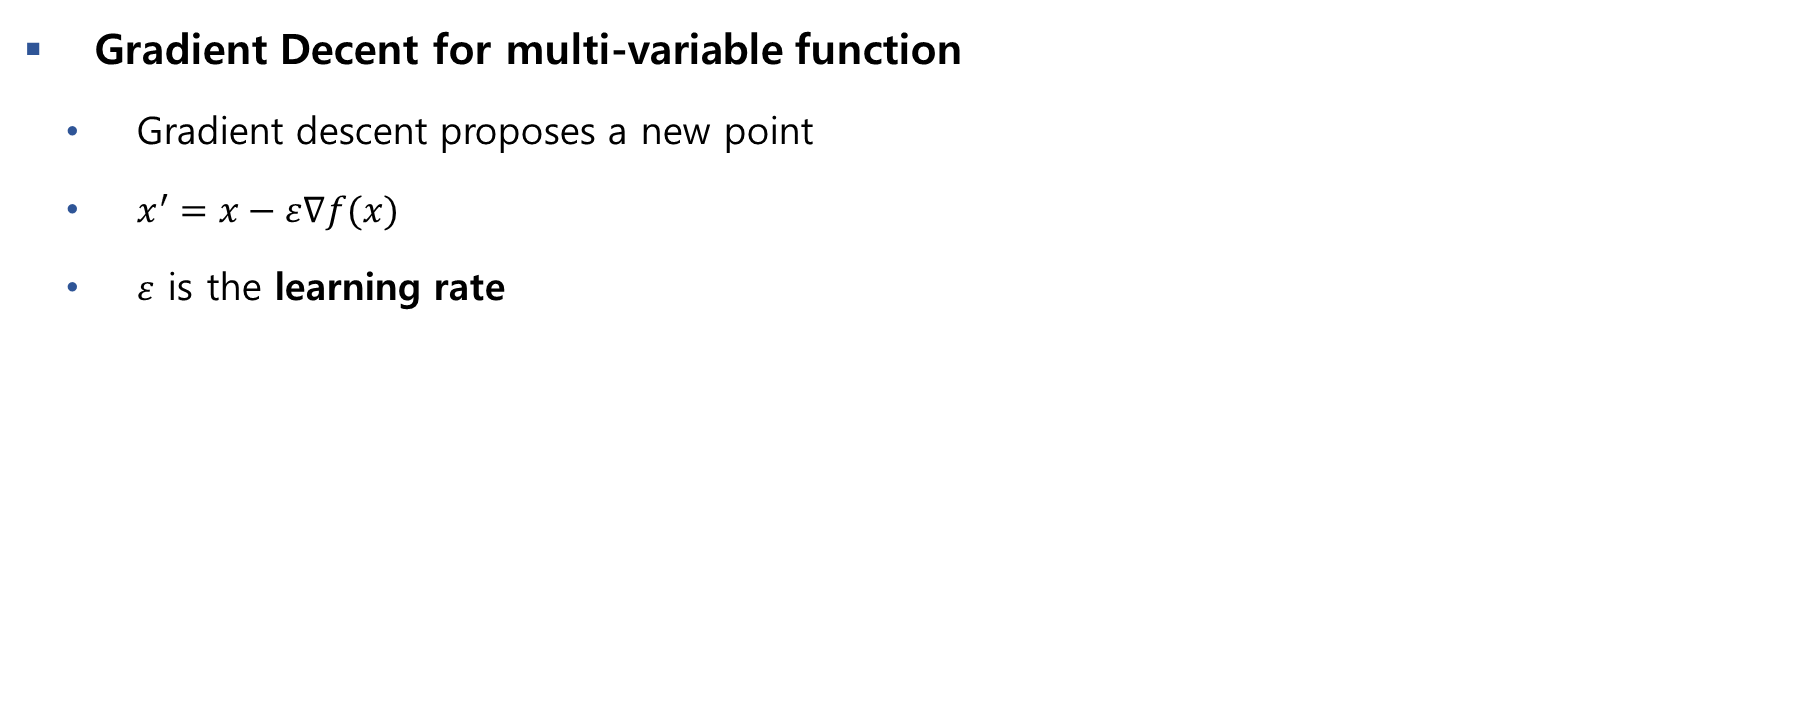 ▪ Gradient Decent for multi-variable function
• Gradient descent proposes a new point
• 𝑥′ = 𝑥 − 𝜀∇𝑓(𝑥)
• 𝜀 is the learning rate